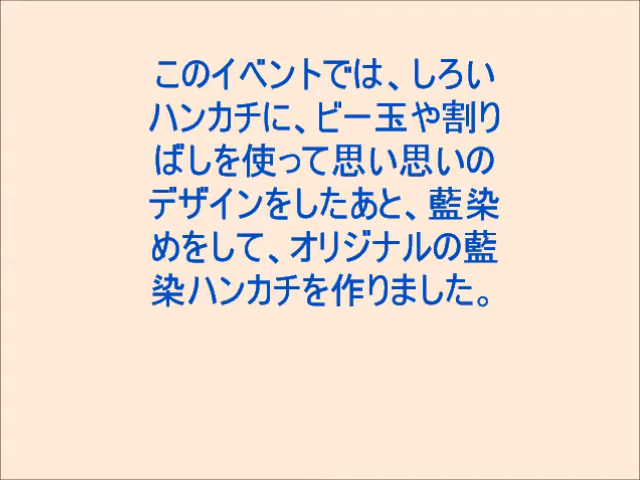 このイベントでは、しろい
ハンカチに、ビー玉や割り
ばしを使って思い思いの
デザインをしたあと、藍染
めをして、オリジナルの藍
染ハンカチを作りました。